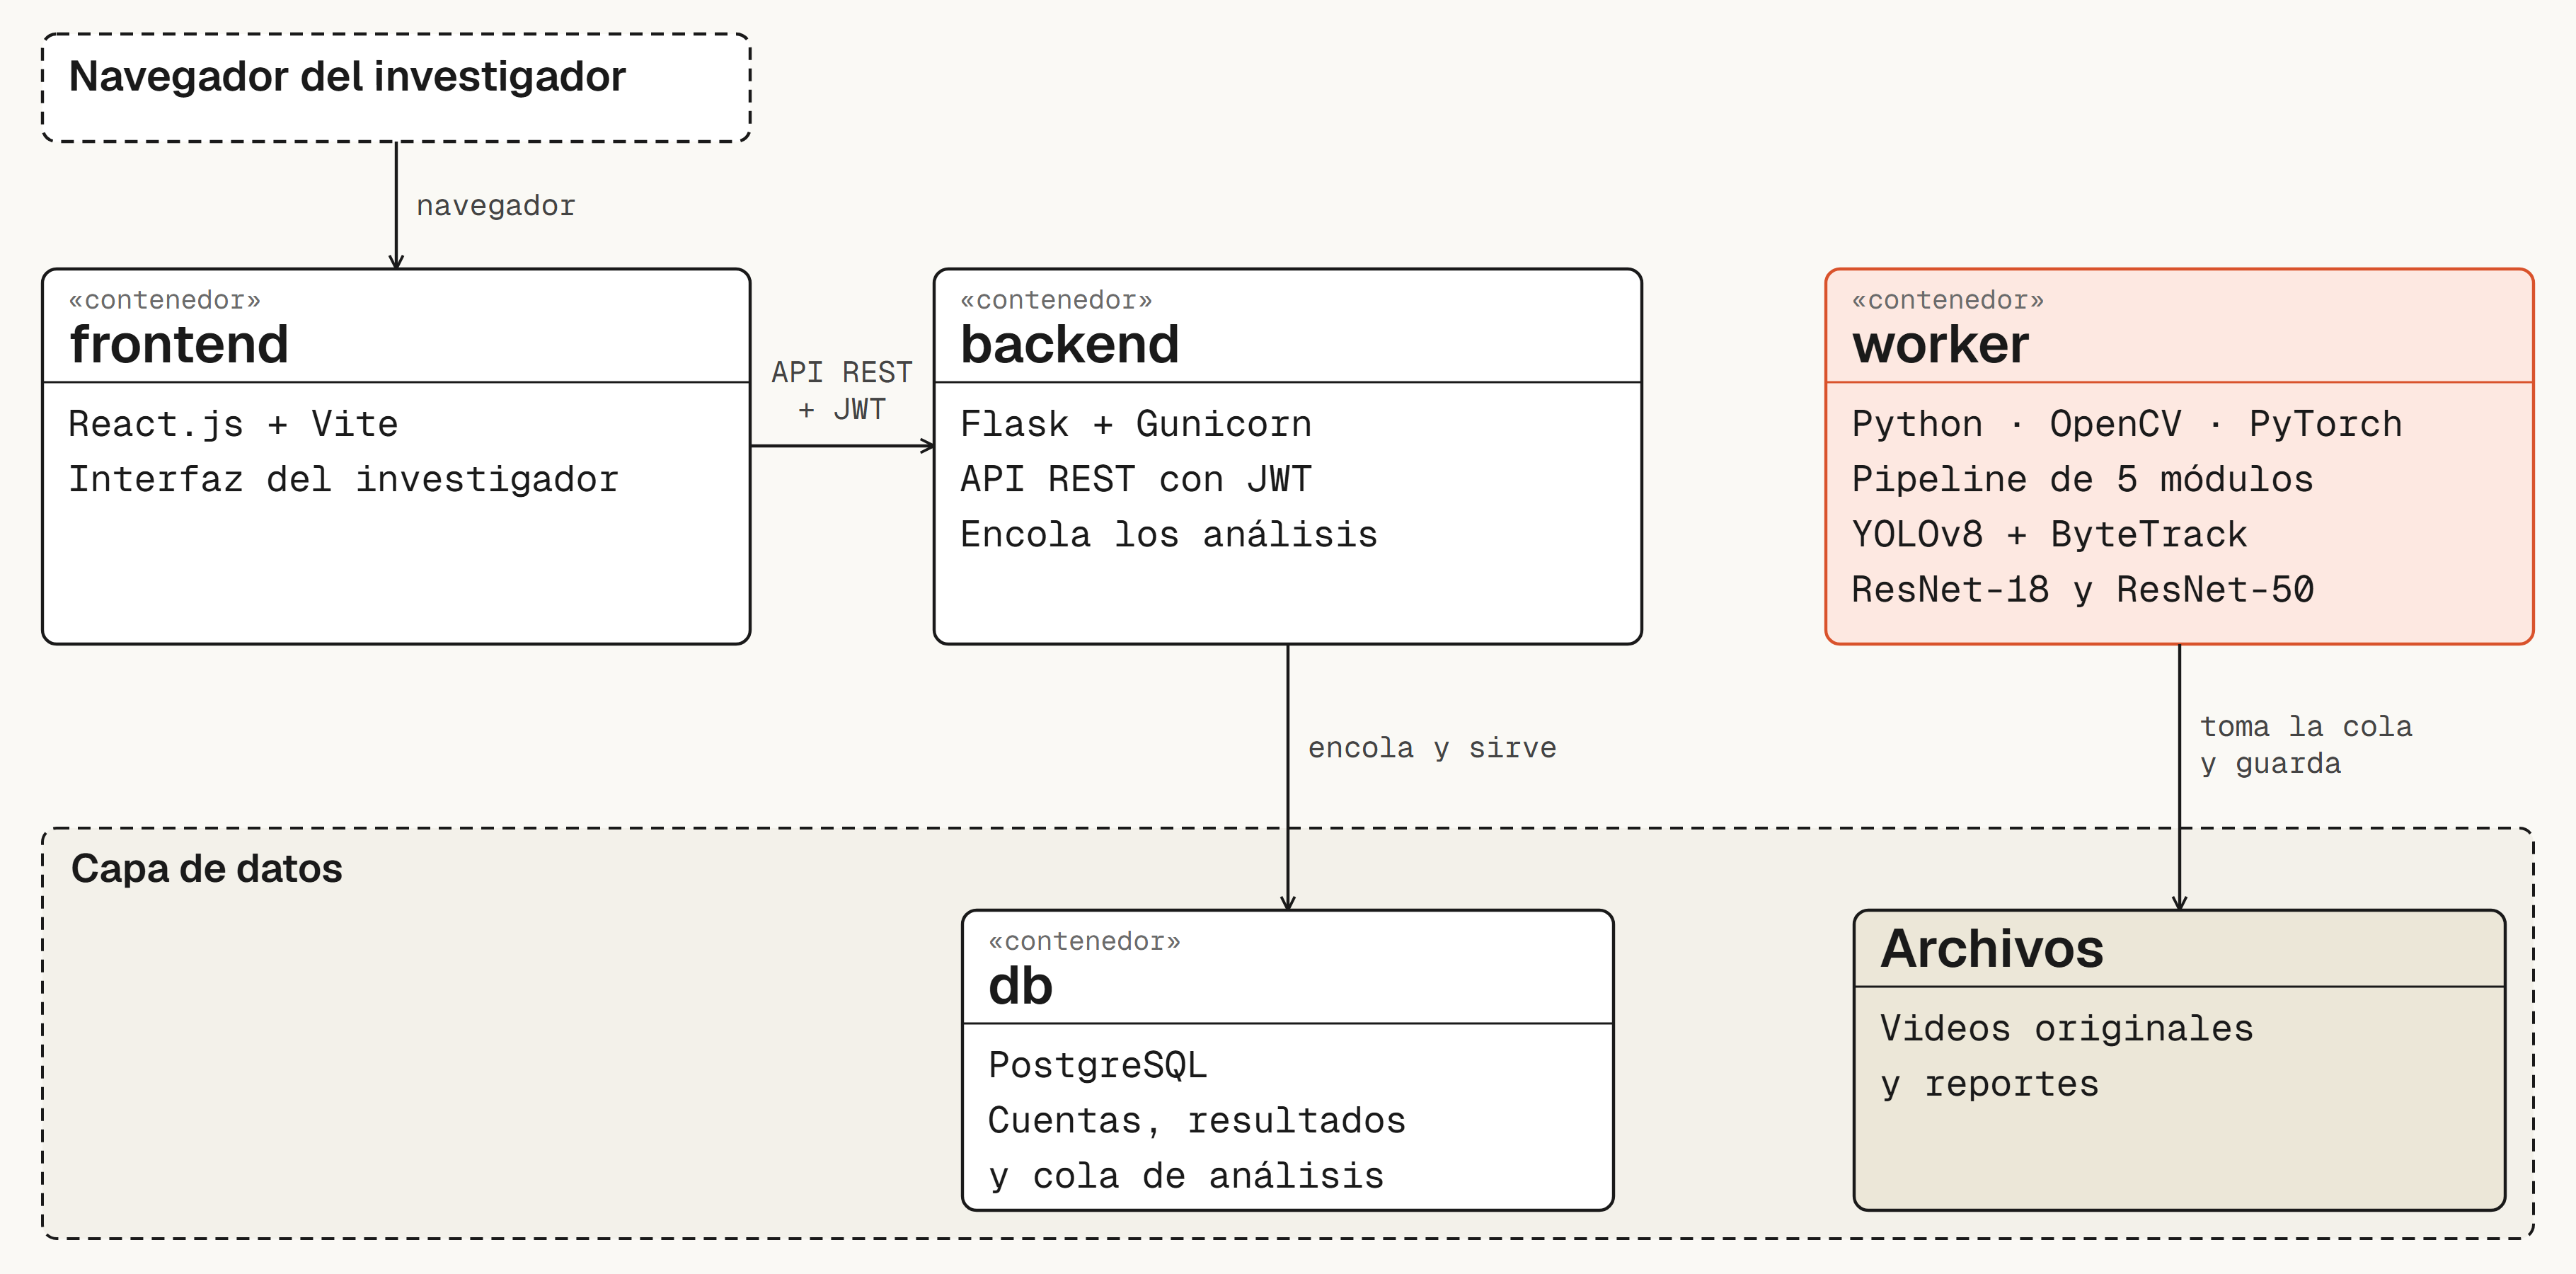 Navegador del investigador
navegador
«contenedor»
frontend
React.js + Vite
Interfaz del investigador
API REST
+ JWT
«contenedor»
backend
Flask + Gunicorn
API REST con JWT
Encola los análisis
«contenedor»
worker
Python · OpenCV · PyTorch
Pipeline de 5 módulos
YOLOv8 + ByteTrack
ResNet-18 y ResNet-50
encola y sirve
toma la cola
y guarda
Capa de datos
«contenedor»
db
PostgreSQL
Cuentas, resultados
y cola de análisis
Archivos
Videos originales
y reportes